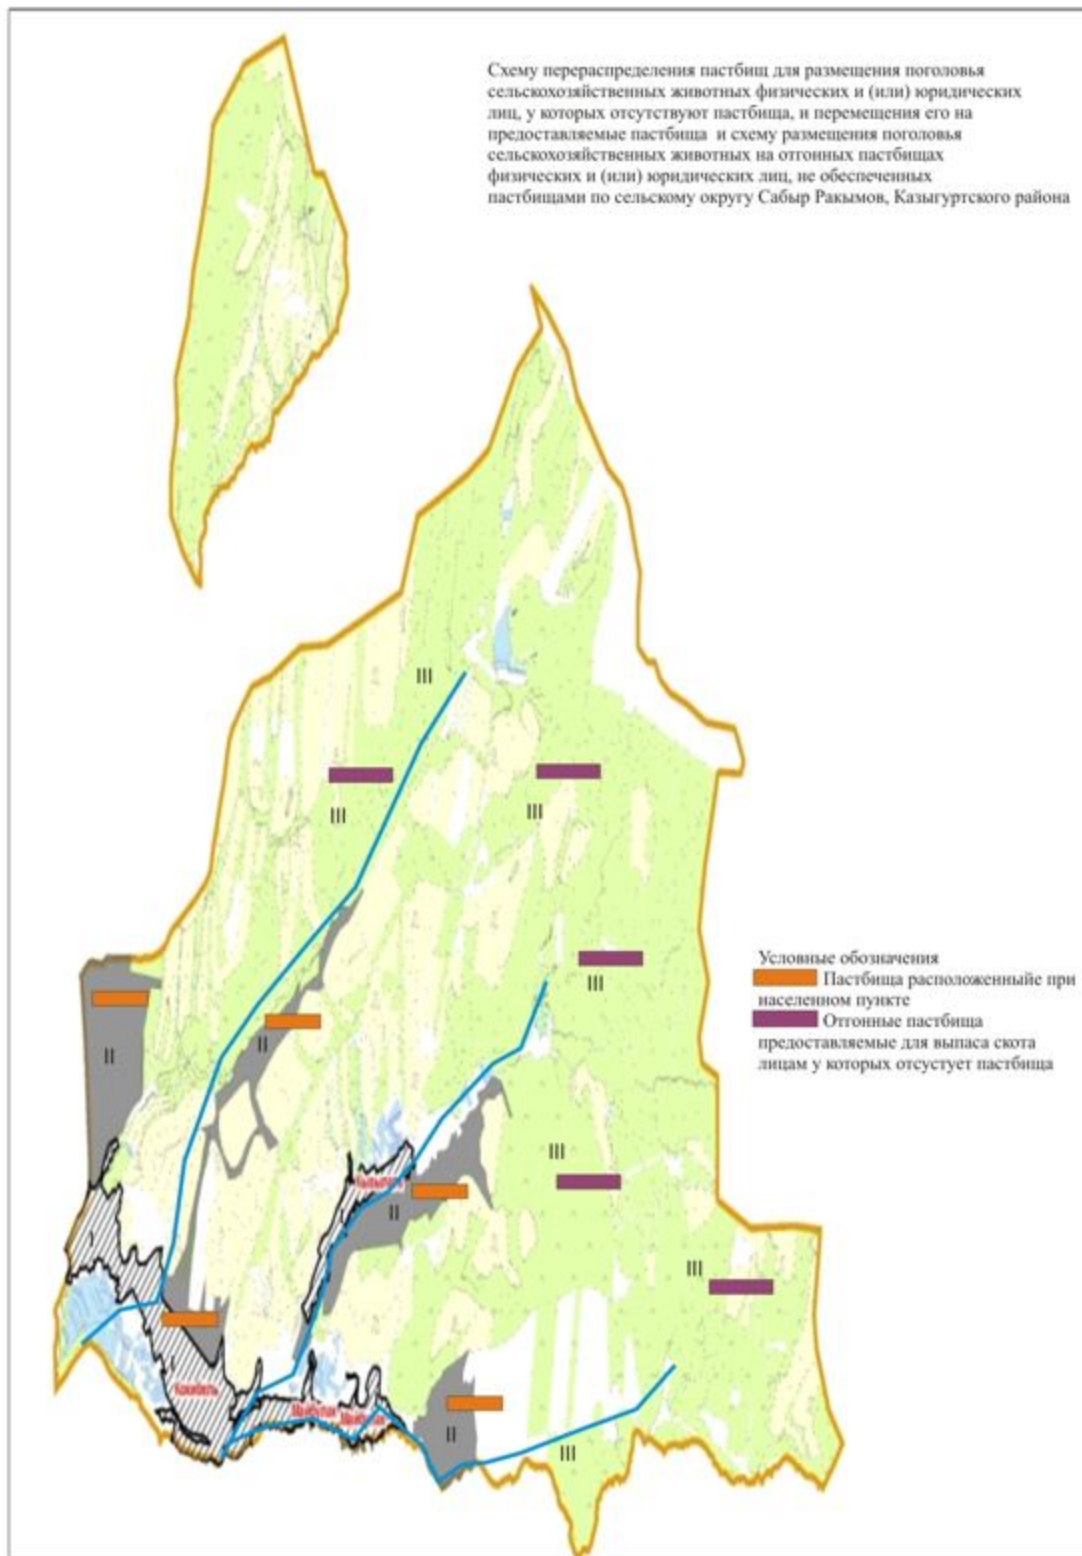 Схему перераспределения пастбищ для размещения поголовья
сельскохозяйственных животных физических и (или) юридических
лиц, у которых отсутствуют пастбища, и перемещения его на
предоставляемые пастбища и схему размещения поголовья
сельскохозяйственных животных на отгонных пастбищах
физических и (или) юридических лиц, не обеспеченных
пастбищами по сельскому округу Сабыр Ракымов, Казыгуртского района
III
III
III
III
Условные обозначения
Пастбища расположенныйе при
населенном пункте
Отгонные пастбища
предоставляемые для выпаса скота
лицам у которых отсустует пастбища
II
II
III
II
I
I
III
I
Кокибель
Майбулак Майбулак
II
III